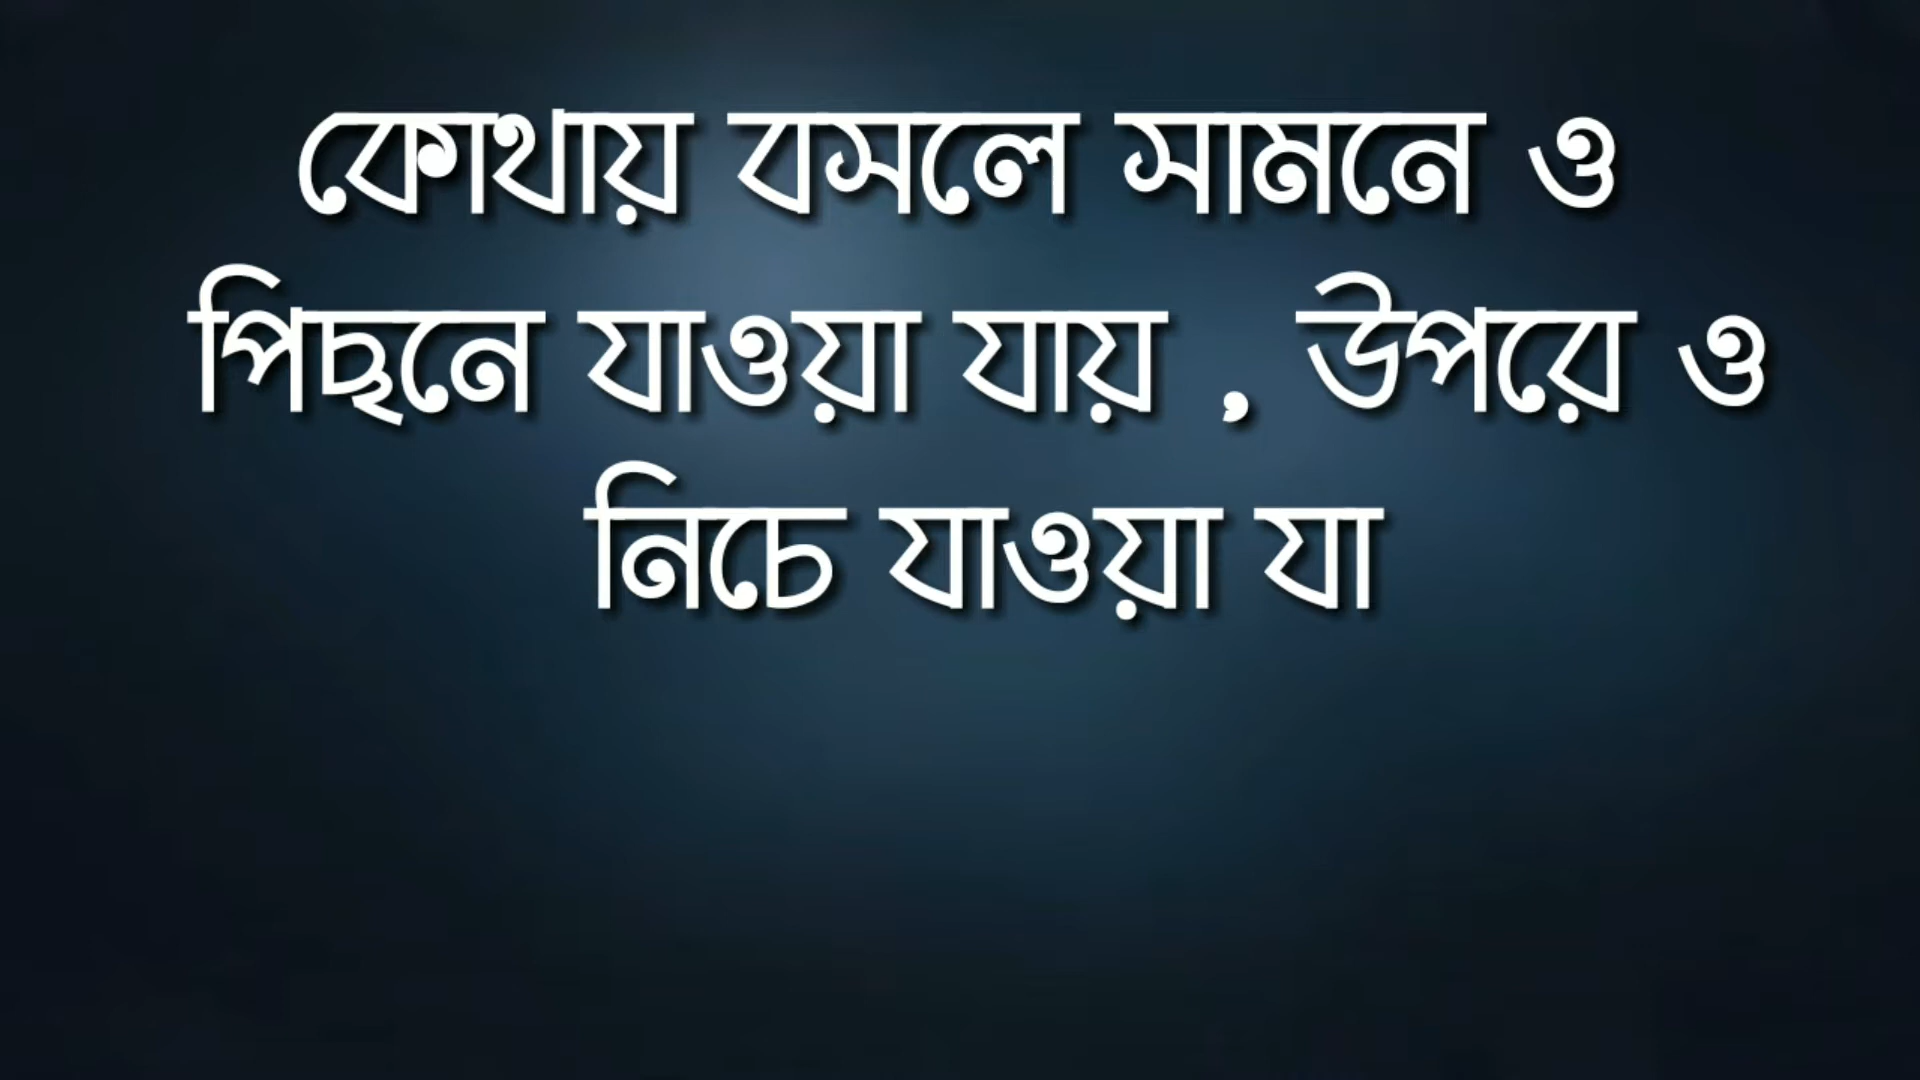 কোথায় বসলে সামনে ও
পিছনে যাওয়া যায় , উপরে ও
নিচে যাওয়া যা